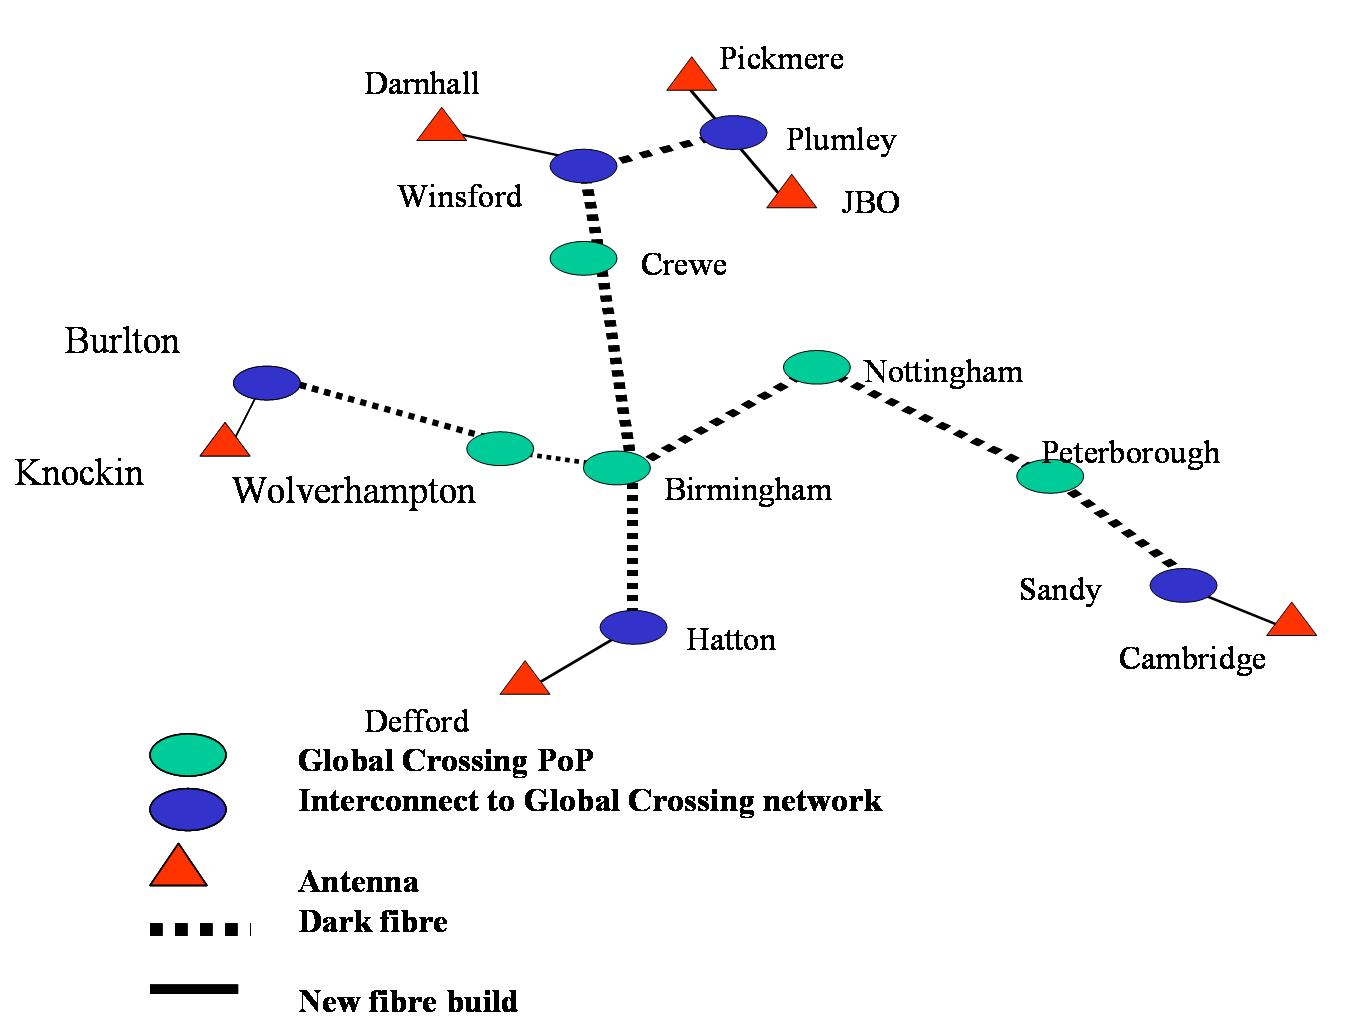 Pickmere
Darnhall
Plumley
Winsford
JBO
Crewe
Burlton
Nottingham
Peterborough
Knockin
Wolverhampton
Birmingham
Sandy
Hatton
Cambridge
Defford
Global Crossing PoP
Interconnect to Global Crossing network
Antenna
Dark fibre
New fibre build